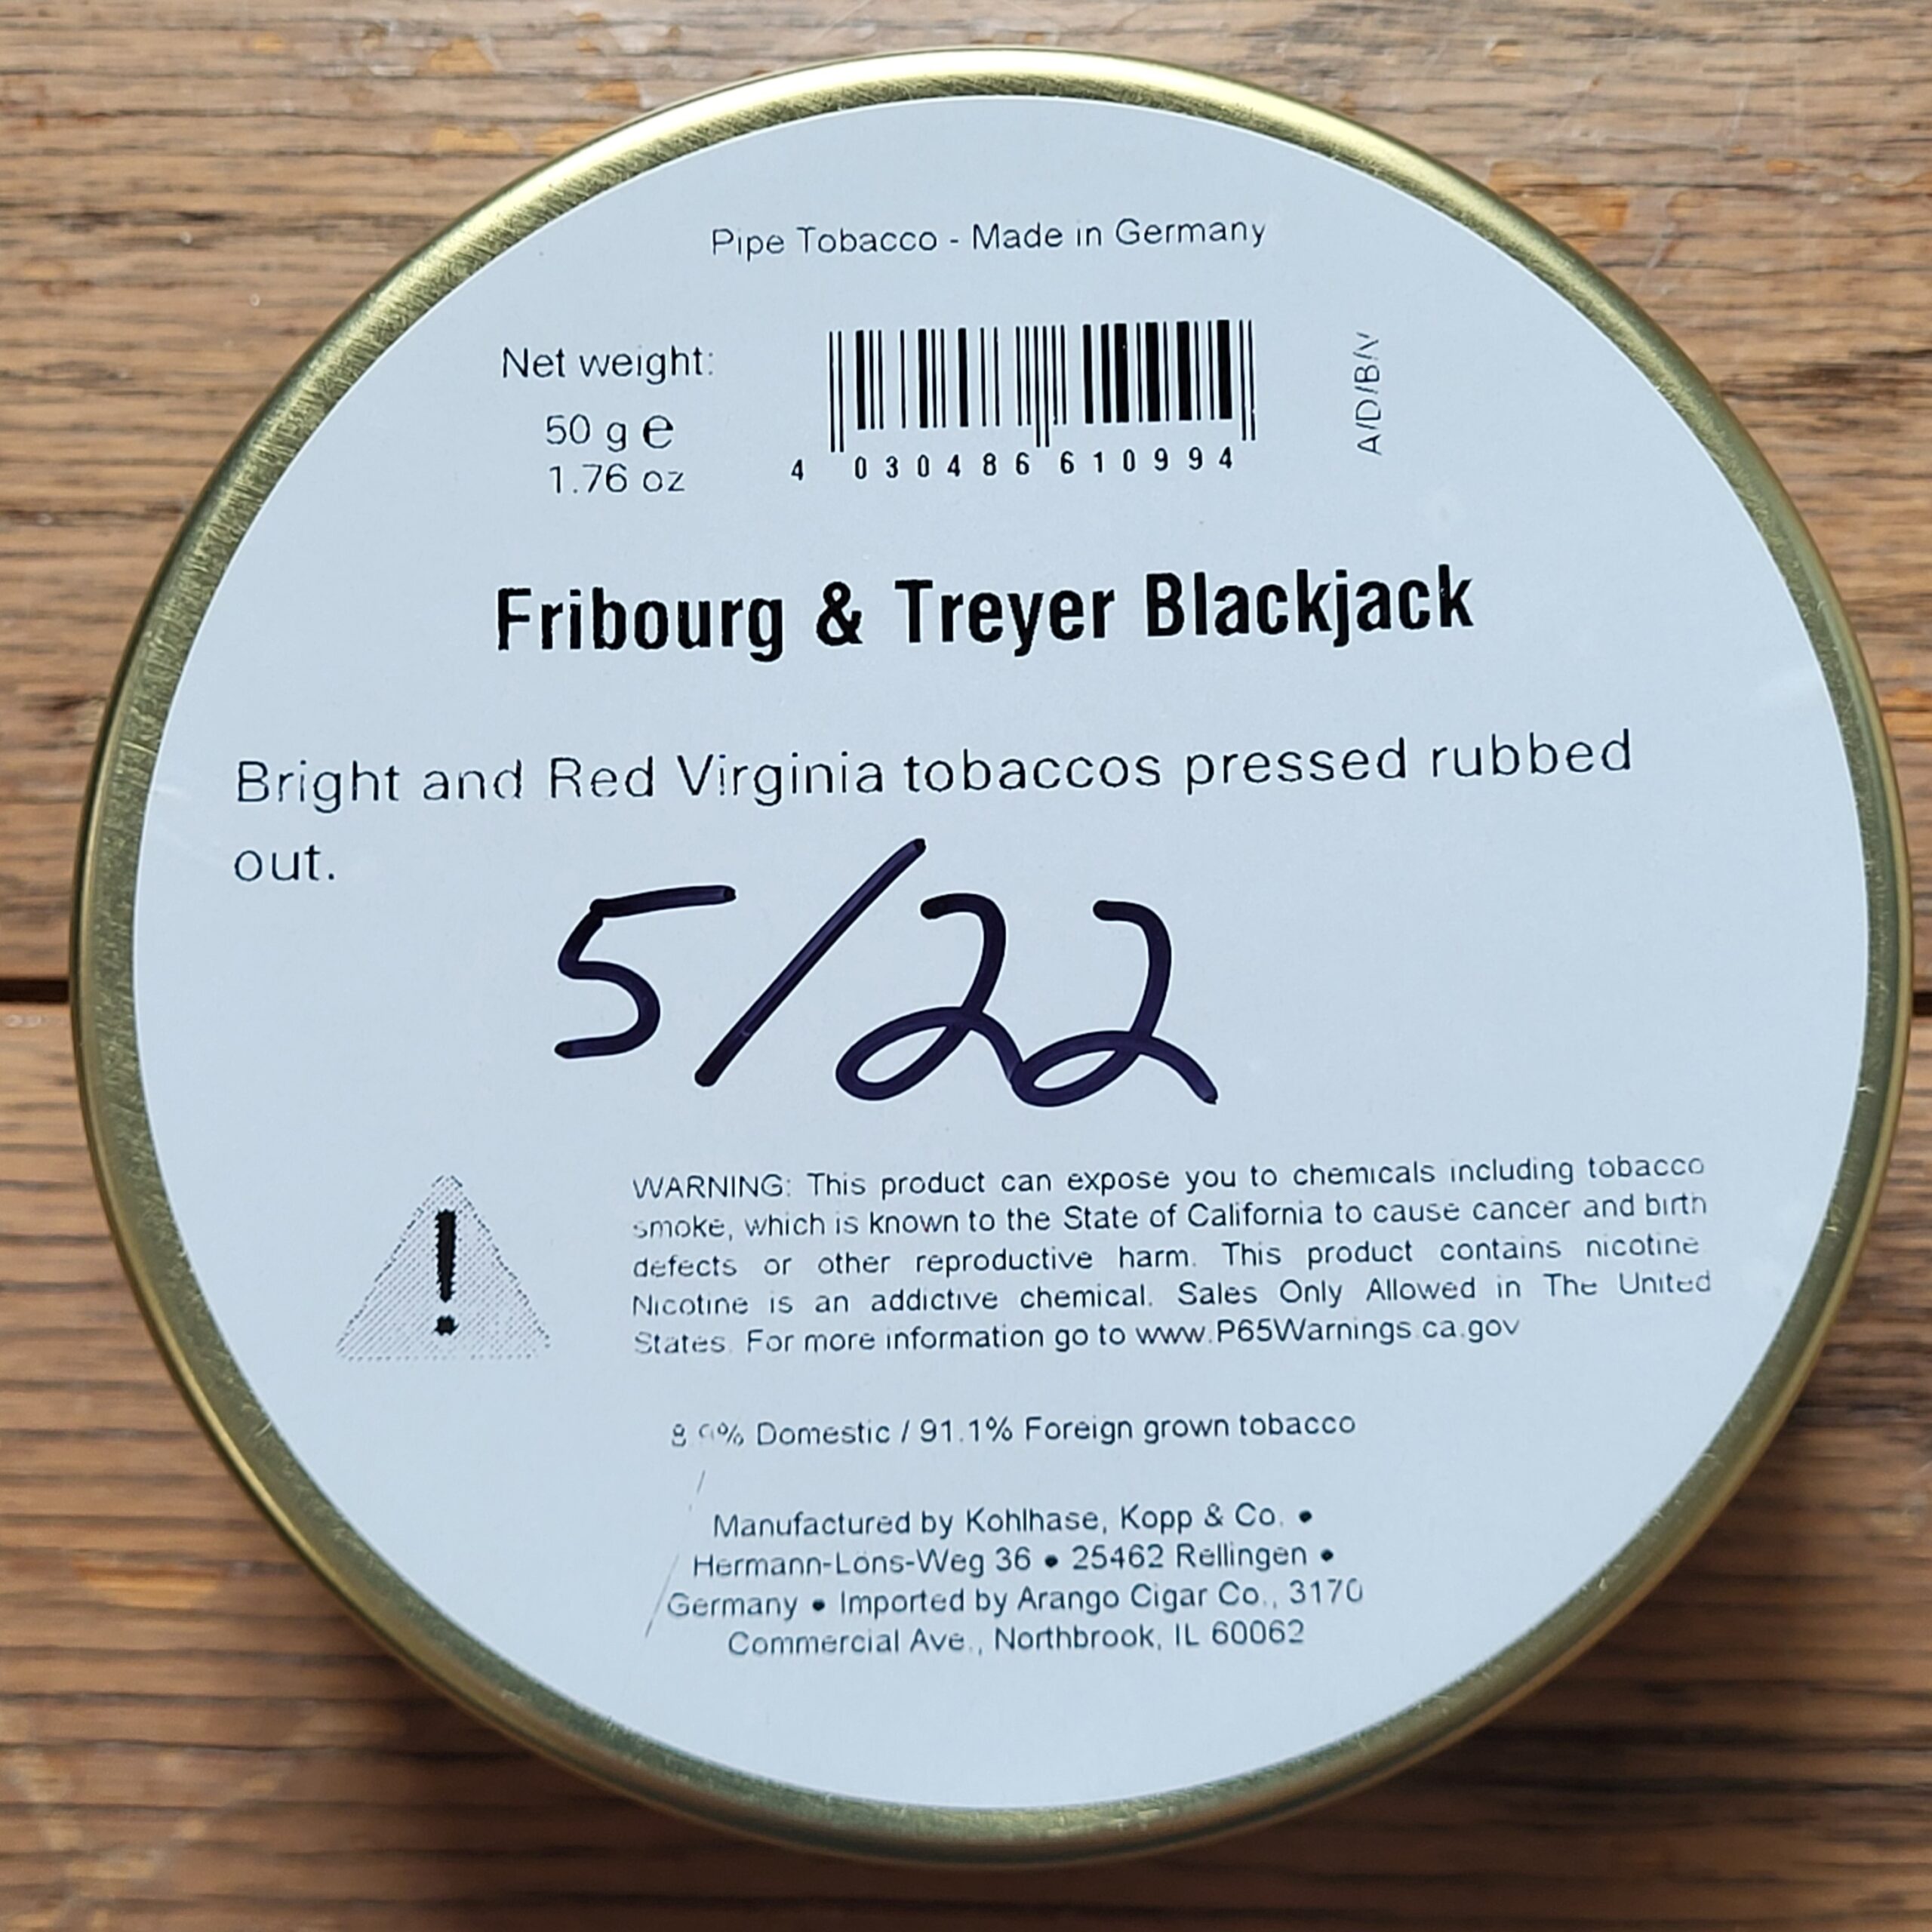 Pipe Tobacco - Made in Germany
Net weight:
50 g e
1.76 oz
4 030486 610994
A/D/B/V
Fribourg & Treyer Blackjack
Bright and Red Virginia tobaccos pressed rubbed
out.
5/22
WARNING: This product can expose you to chemicals including tobacco
smoke, which is known to the State of California to cause cancer and birth
defects or other reproductive harm. This product contains nicotine
Nicotine is an addictive chemical. Sales Only Allowed in The United
States. For more information go to www.P65Warnings.ca.gov
8.9% Domestic / 91.1% Foreign grown tobacco
Manufactured by Kohlhase, Kopp & Co. •
Hermann-Löns-Weg 36 • 25462 Rellingen •
Germany • Imported by Arango Cigar Co., 3170
Commercial Ave., Northbrook, IL 60062